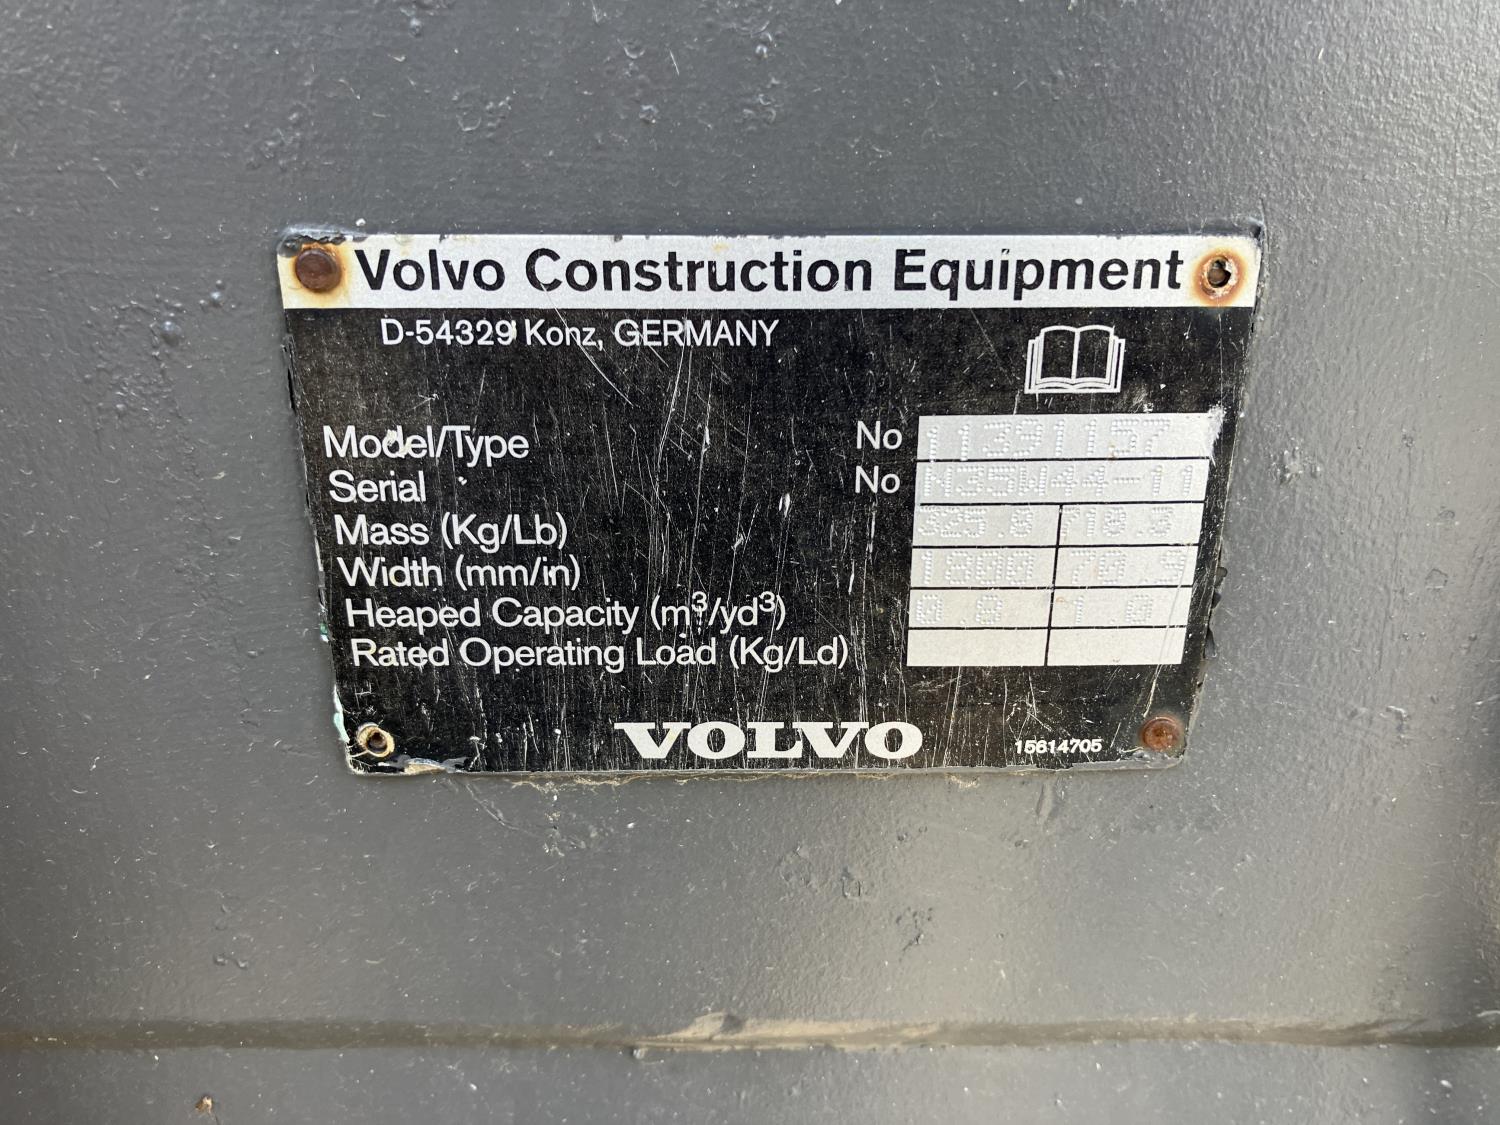 Volvo Construction Equipment
D-54329 Konz, GERMANY
Model/Type No 11331157
Serial No N35W44-11
Mass (Kg/Lb) 325.8 718.3
Width (mm/in) 1800 70.9
Heaped Capacity (m³/yd³) 0.8 1.0
Rated Operating Load (Kg/Ld)
VOLVO
15614705